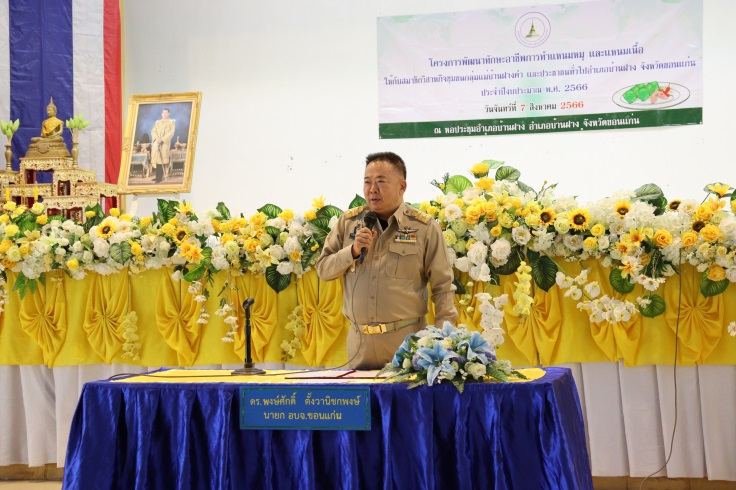 โครงการพัฒนาทักษะอาชีพการทำแหนมหมู และแหนมเนื้อ
ให้กับสมาชิกวิสาหกิจชุมชนกลุ่มแม่บ้านฝางคำ และประชาชนทั่วไปอำเภอบ้านฝาง จังหวัดขอนแก่น
ประจำปีงบประมาณ พ.ศ. 2566
วันจันทร์ที่ 7 สิงหาคม 2566
ณ หอประชุมอำเภอบ้านฝาง อำเภอบ้านฝาง จังหวัดขอนแก่น
ดร.พงษ์ศักดิ์ ตั้งวานิชกพงษ์
นายก อบจ.ขอนแก่น